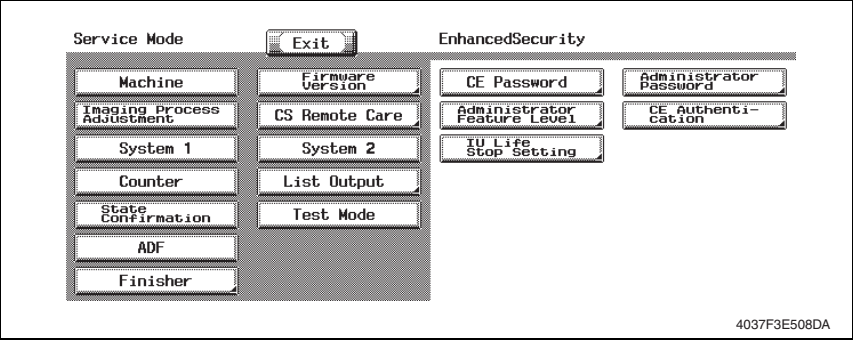 Service Mode
Exit
EnhancedSecurity
Machine
Firmware
Version
CE Password
Administrator
Password
Imaging Process
Adjustment
CS Remote Care
Administrator
Feature Level
CE Authenti-
cation
System 1
System 2
IU Life
Stop Setting
Counter
List Output
State
Confirmation
Test Mode
ADF
Finisher
4037F3E508DA